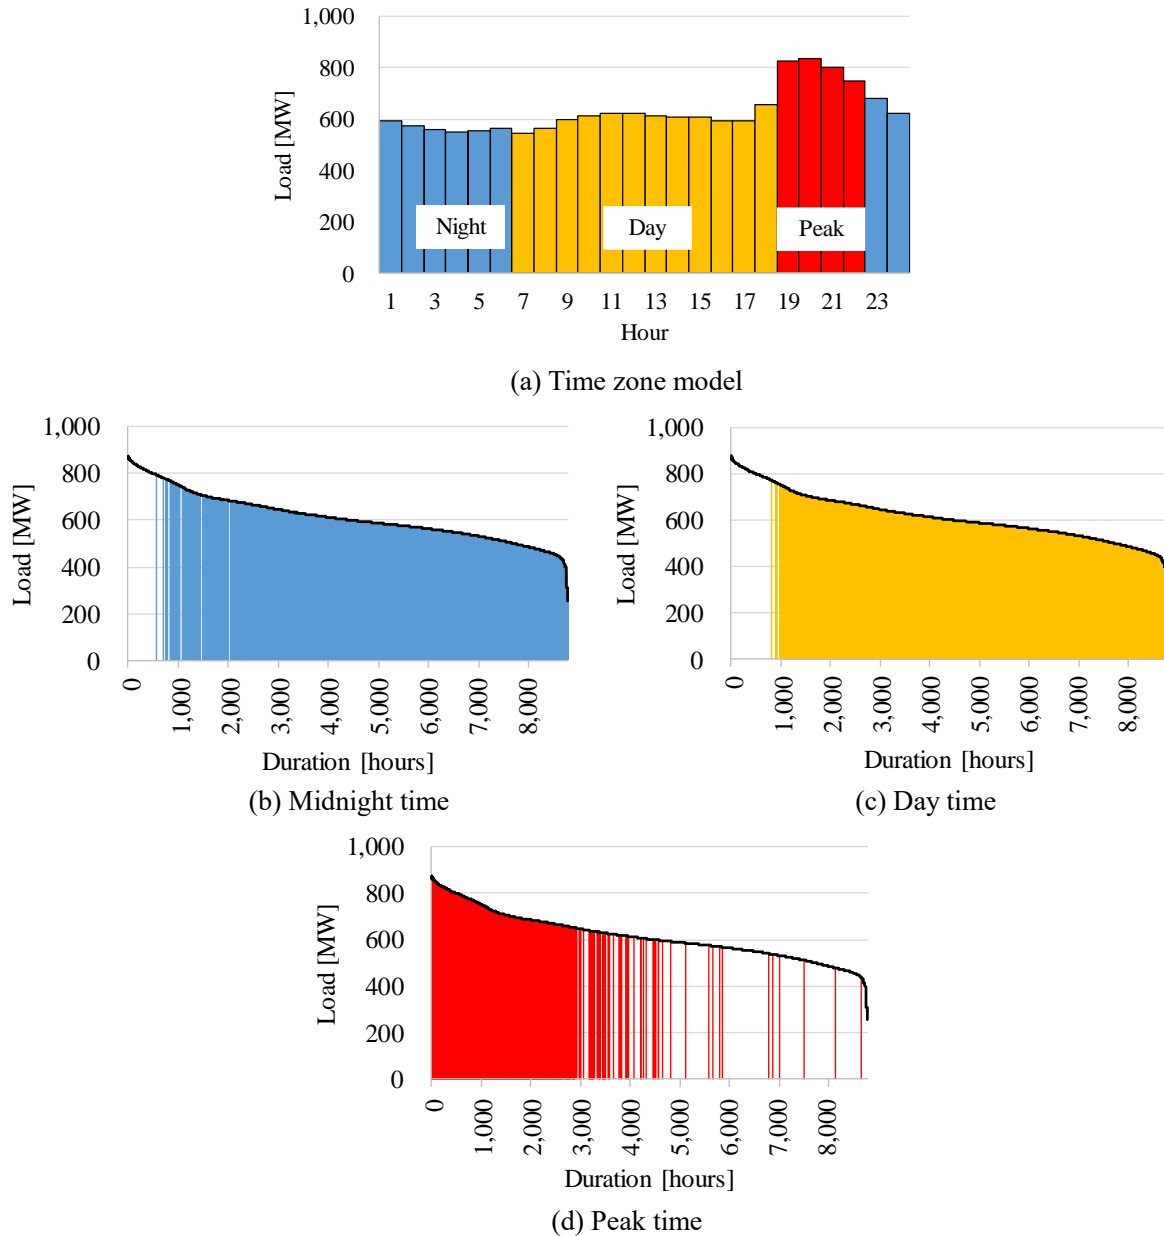 1,000
800
600
400
200
0
Load [MW]
Night
Day
Peak
1 3 5 7 9 11 13 15 17 19 21 23
Hour
(a) Time zone model
1,000
800
600
400
200
0
Load [MW]
0 1,000 2,000 3,000 4,000 5,000 6,000 7,000 8,000
Duration [hours]
(b) Midnight time
1,000
800
600
400
200
0
Load [MW]
0 1,000 2,000 3,000 4,000 5,000 6,000 7,000 8,000
Duration [hours]
(c) Day time
1,000
800
600
400
200
0
Load [MW]
0 1,000 2,000 3,000 4,000 5,000 6,000 7,000 8,000
Duration [hours]
(d) Peak time